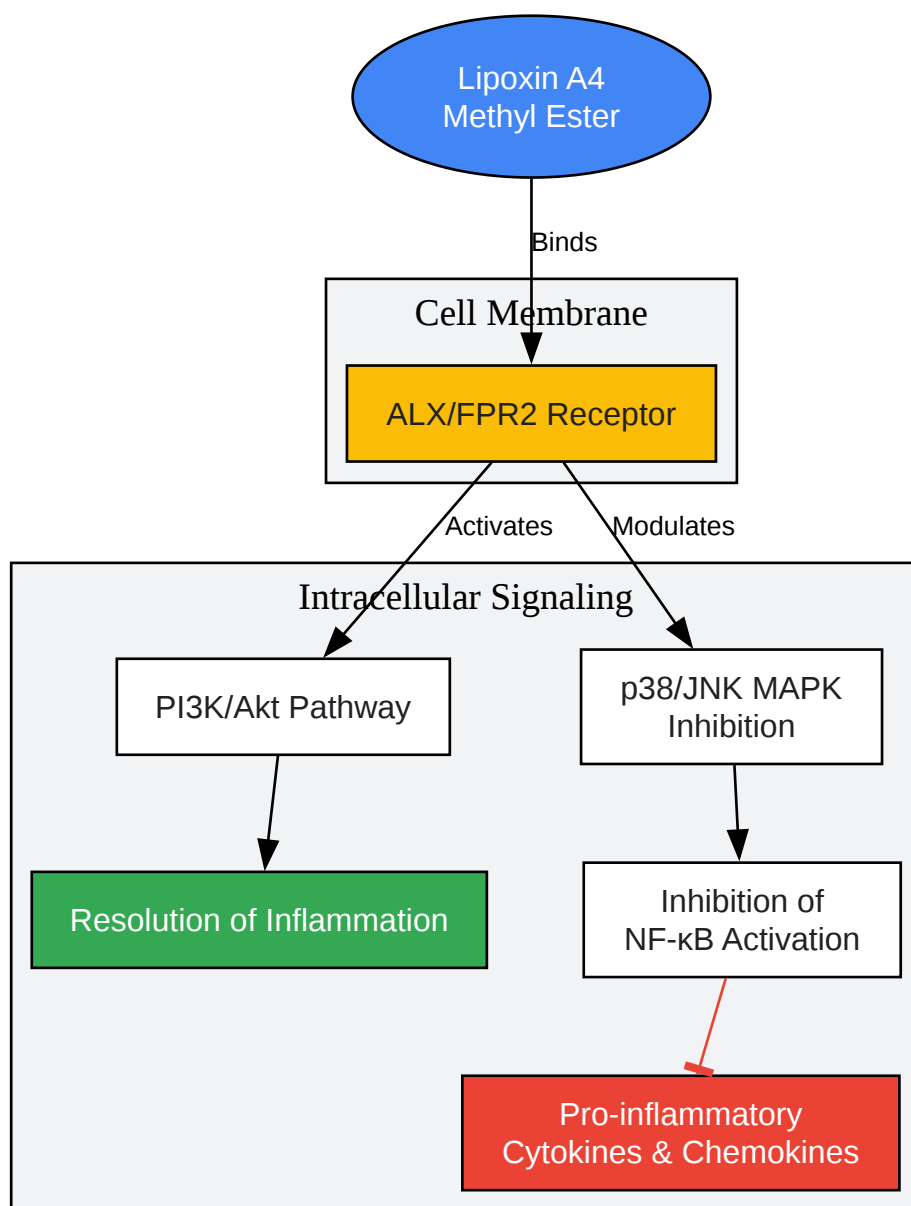 Lipoxin A4
Methyl Ester
Binds
Cell Membrane
ALX/FPR2 Receptor
Activates
Modulates
Intracellular Signaling
PI3K/Akt Pathway
p38/JNK MAPK
Inhibition
Resolution of Inflammation
Inhibition of
NF-κB Activation
Pro-inflammatory
Cytokines & Chemokines